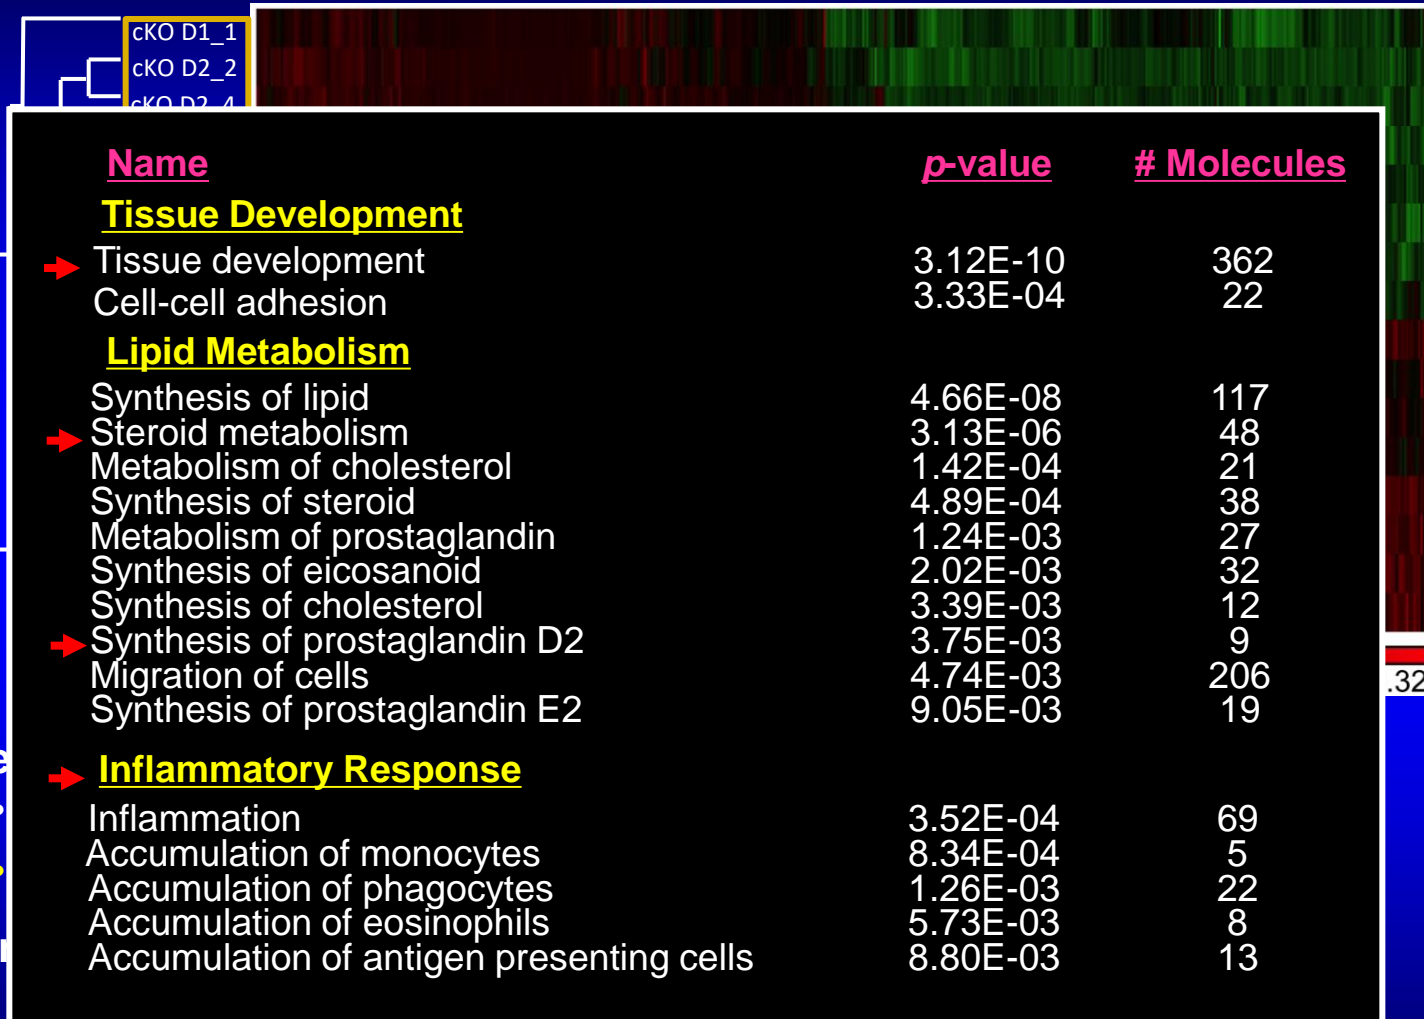 cKO D1_1
cKO D2_2
cKO D2_4
Name p-value # Molecules
Tissue Development
Tissue development 3.12E-10 362
Cell-cell adhesion 3.33E-04 22
Lipid Metabolism
Synthesis of lipid 4.66E-08 117
Steroid metabolism 3.13E-06 48
Metabolism of cholesterol 1.42E-04 21
Synthesis of steroid 4.89E-04 38
Metabolism of prostaglandin 1.24E-03 27
Synthesis of eicosanoid 2.02E-03 32
Synthesis of cholesterol 3.39E-03 12
Synthesis of prostaglandin D2 3.75E-03 9
Migration of cells 4.74E-03 206
.32
Synthesis of prostaglandin E2 9.05E-03 19
Inflammatory Response
Inflammation 3.52E-04 69
Accumulation of monocytes 8.34E-04 5
Accumulation of phagocytes 1.26E-03 22
Accumulation of eosinophils 5.73E-03 8
Accumulation of antigen presenting cells 8.80E-03 13